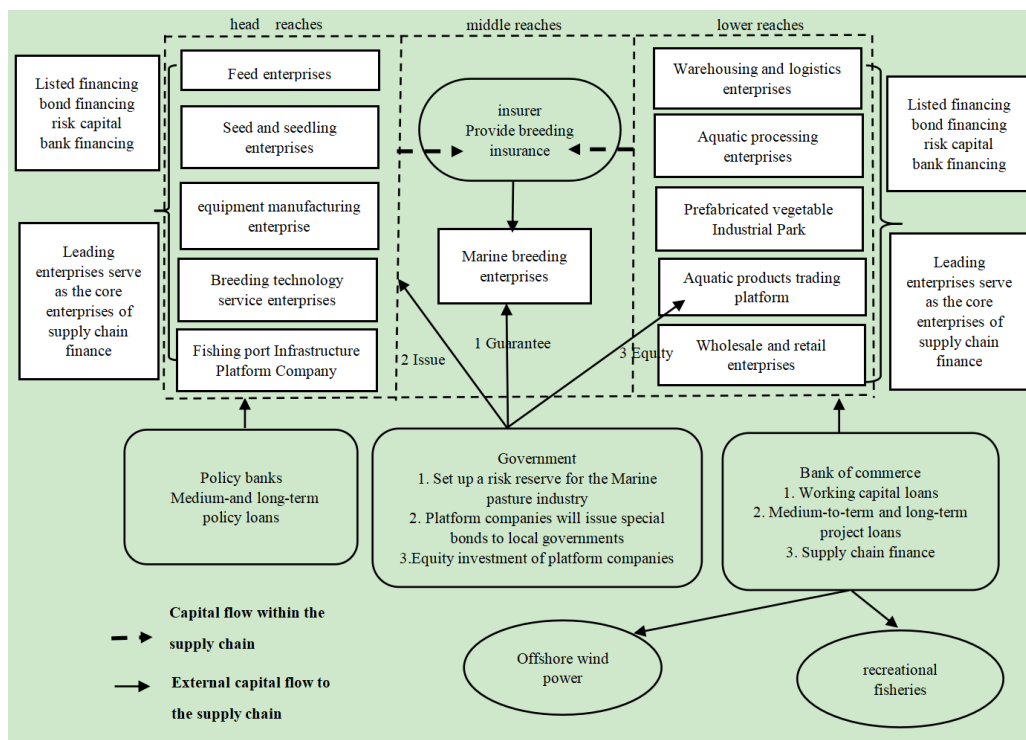 head reaches
middle reaches
lower reaches
Listed financing
bond financing
risk capital
bank financing
Leading
enterprises serve
as the core
enterprises of
supply chain
finance
Feed enterprises
Seed and seedling
enterprises
equipment manufacturing
enterprise
Breeding technology
service enterprises
Fishing port Infrastructure
Platform Company
insurer
Provide breeding
insurance
Marine breeding
enterprises
Warehousing and logistics
enterprises
Aquatic processing
enterprises
Prefabricated vegetable
Industrial Park
Aquatic products trading
platform
Wholesale and retail
enterprises
Listed financing
bond financing
risk capital
bank financing
Leading
enterprises serve
as the core
enterprises of
supply chain
finance
2 Issue
1 Guarantee
3 Equity
Policy banks
Medium-and long-term
policy loans
Government
1. Set up a risk reserve for the Marine
pasture industry
2. Platform companies will issue special
bonds to local governments
3.Equity investment of platform companies
Bank of commerce
1. Working capital loans
2. Medium-to-term and long-term
project loans
3. Supply chain finance
Capital flow within the
supply chain
External capital flow to
the supply chain
Offshore wind
power
recreational
fisheries